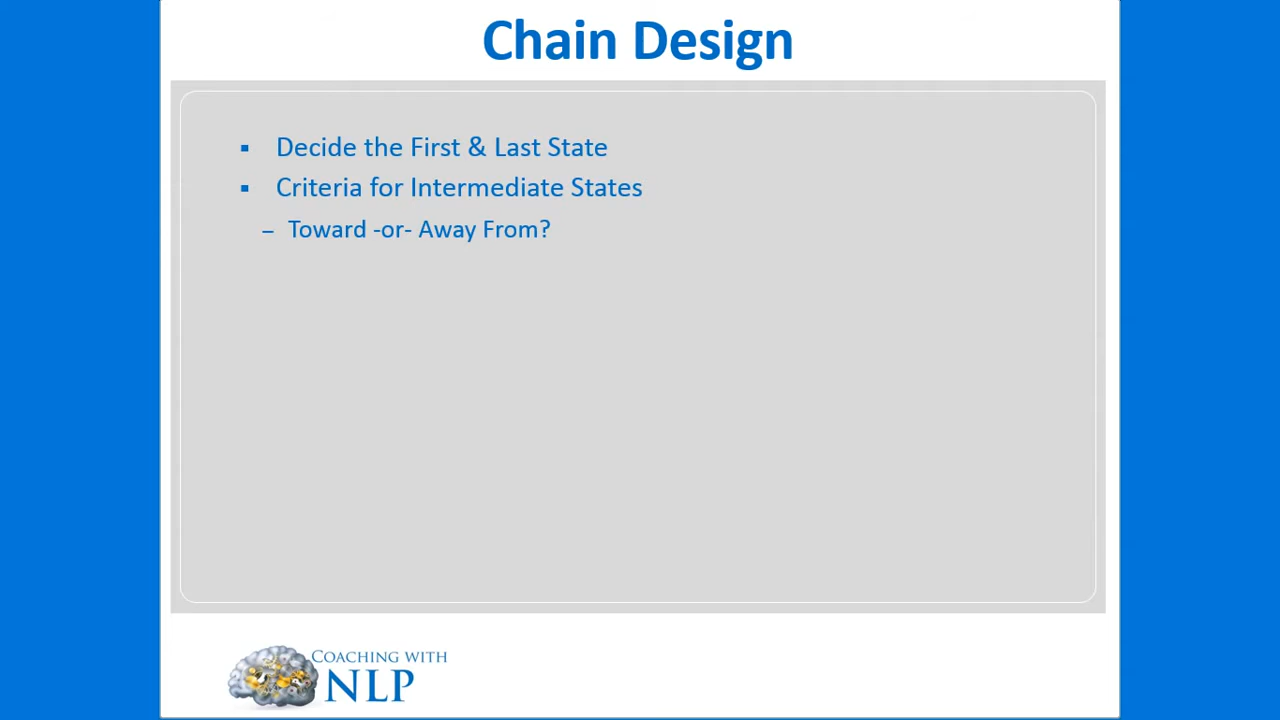 Chain Design
▪ Decide the First & Last State
▪ Criteria for Intermediate States
– Toward -or- Away From?
COACHING WITH
NLP